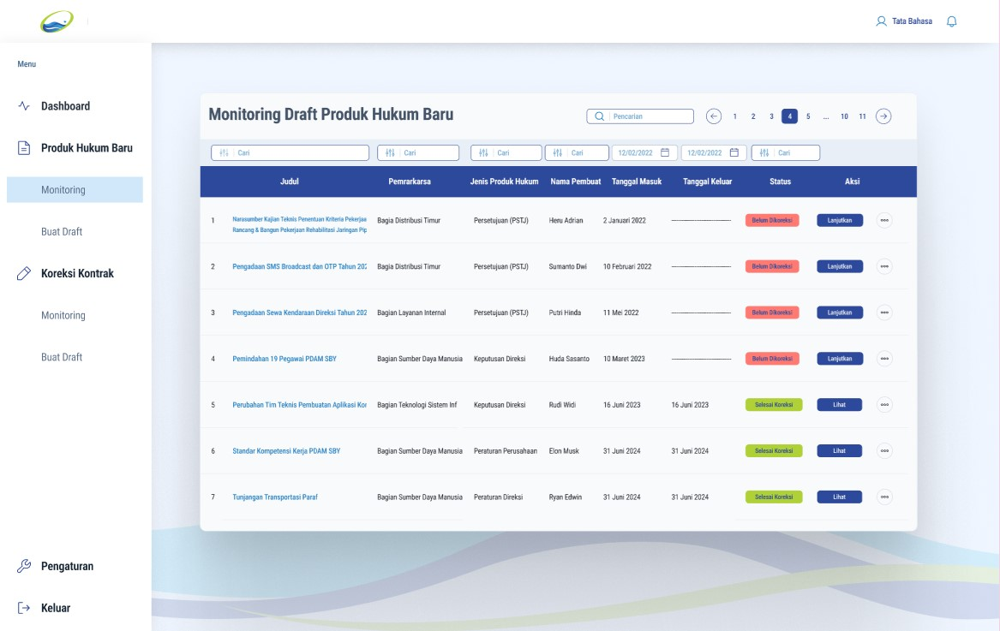 Tata Bahasa
Menu
Dashboard
Produk Hukum Baru
Monitoring
Buat Draft
Koreksi Kontrak
Monitoring
Buat Draft
Pengaturan
Keluar
Monitoring Draft Produk Hukum Baru
Pencarian
1 2 3 4 5 ... 10 11
Cari Cari Cari Cari 12/02/2022 12/02/2022 Cari
Judul Pemrarkarsa Jenis Produk Hukum Nama Pembuat Tanggal Masuk Tanggal Keluar Status Aksi
1 Narasumber Kajian Teknis Penentuan Kriteria Pekerjaa Bagia Distribusi Timur Persetujuan (PSTJ) Heru Adrian 2 Januari 2022 Belum Dikoreksi Lanjutkan
Rancang & Bangun Pekerjaan Rehabilitasi Jaringan Pip
2 Pengadaan SMS Broadcast dan OTP Tahun 202 Bagia Distribusi Timur Persetujuan (PSTJ) Sumanto Dwi 10 Februari 2022 Belum Dikoreksi Lanjutkan
3 Pengadaan Sewa Kendaraan Direksi Tahun 202 Bagian Layanan Internal Persetujuan (PSTJ) Putri Hinda 11 Mei 2022 Belum Dikoreksi Lanjutkan
4 Pemindahan 19 Pegawai PDAM SBY Bagian Sumber Daya Manusia Keputusan Direksi Huda Sasanto 10 Maret 2023 Belum Dikoreksi Lanjutkan
5 Perubahan Tim Teknis Pembuatan Aplikasi Kor Bagian Teknologi Sistem Inf Keputusan Direksi Rudi Widi 16 Juni 2023 16 Juni 2023 Selesai Koreksi Lihat
6 Standar Kompetensi Kerja PDAM SBY Bagian Sumber Daya Manusia Peraturan Perusahaan Elon Musk 31 Juni 2024 31 Juni 2024 Selesai Koreksi Lihat
7 Tunjangan Transportasi Paraf Bagian Sumber Daya Manusia Peraturan Direksi Ryan Edwin 31 Juni 2024 31 Juni 2024 Selesai Koreksi Lihat